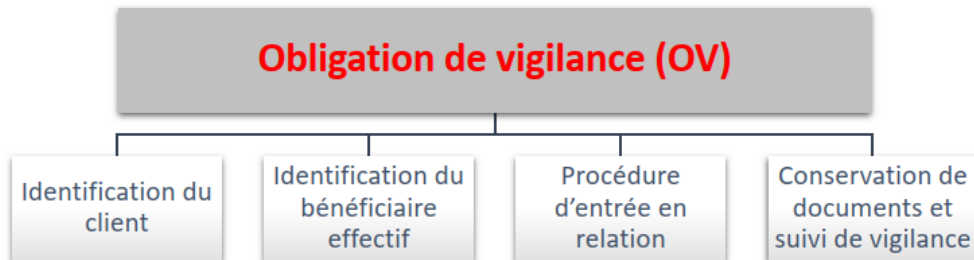 Obligation de vigilance (OV)
Identification du
client
Identification du
bénéficiaire
effectif
Procédure
d’entrée en
relation
Conservation de
documents et
suivi de vigilance